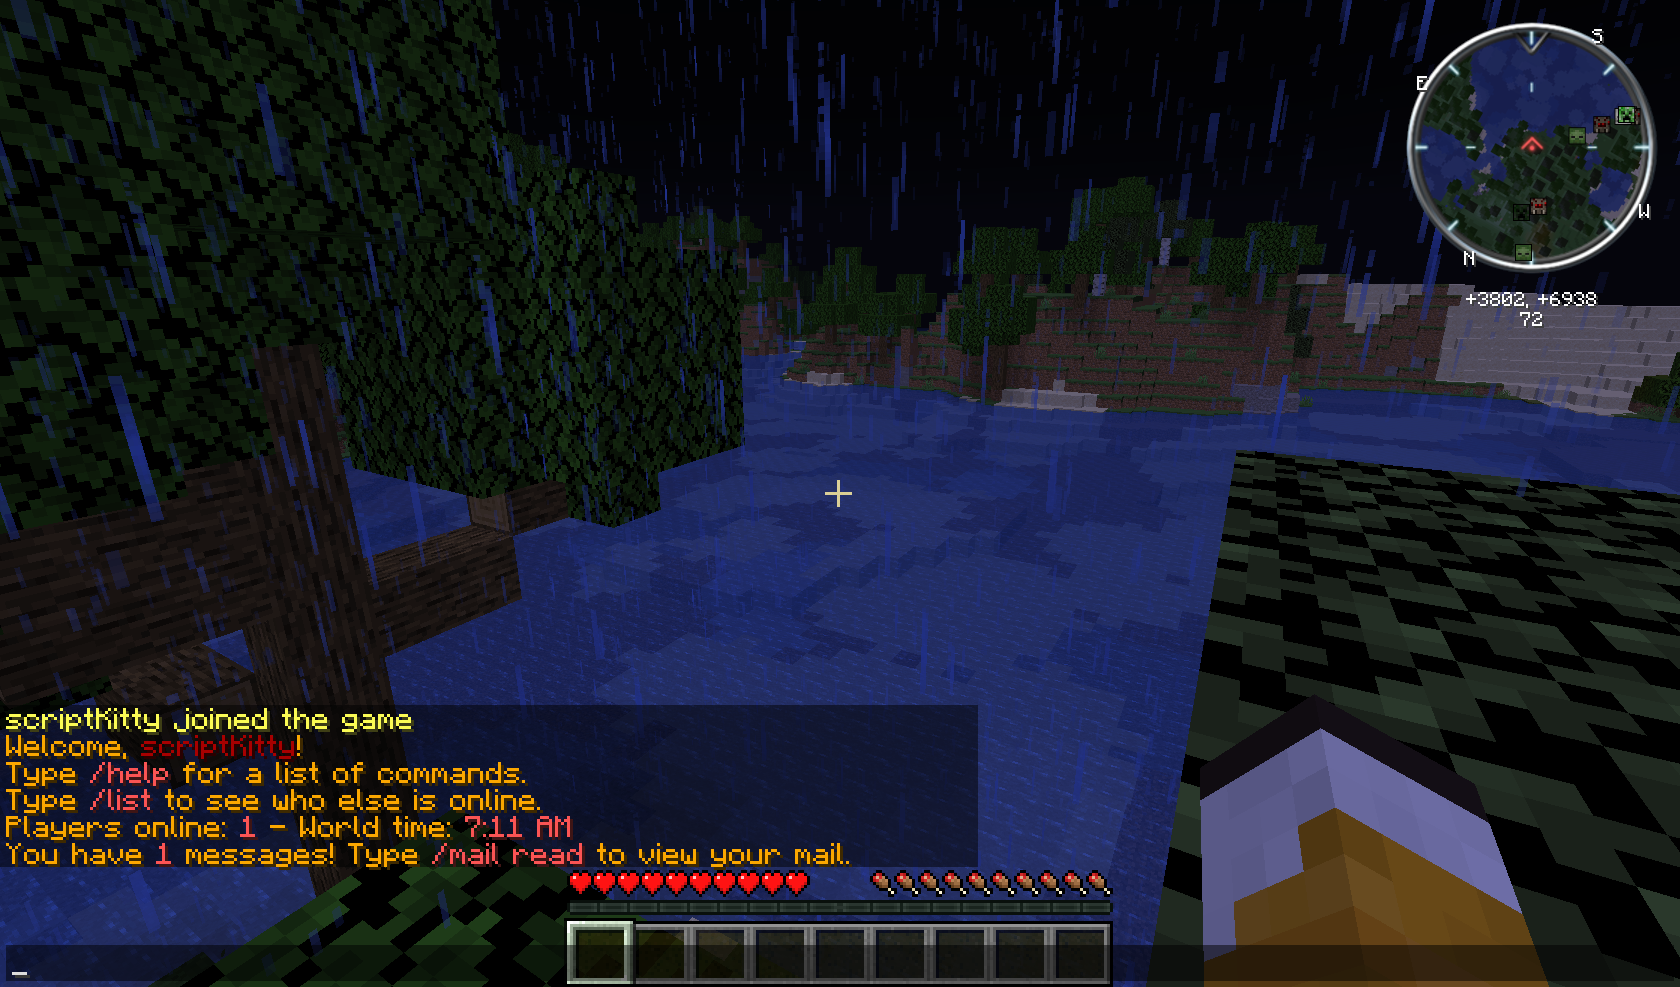 S
E
W
N
+3802, +6938
72
scriptKitty joined the game
Welcome, scriptKitty!
Type /help for a list of commands.
Type /list to see who else is online.
Players online: 1 - World time: 7:11 AM
You have 1 messages! Type /mail read to view your mail.
_